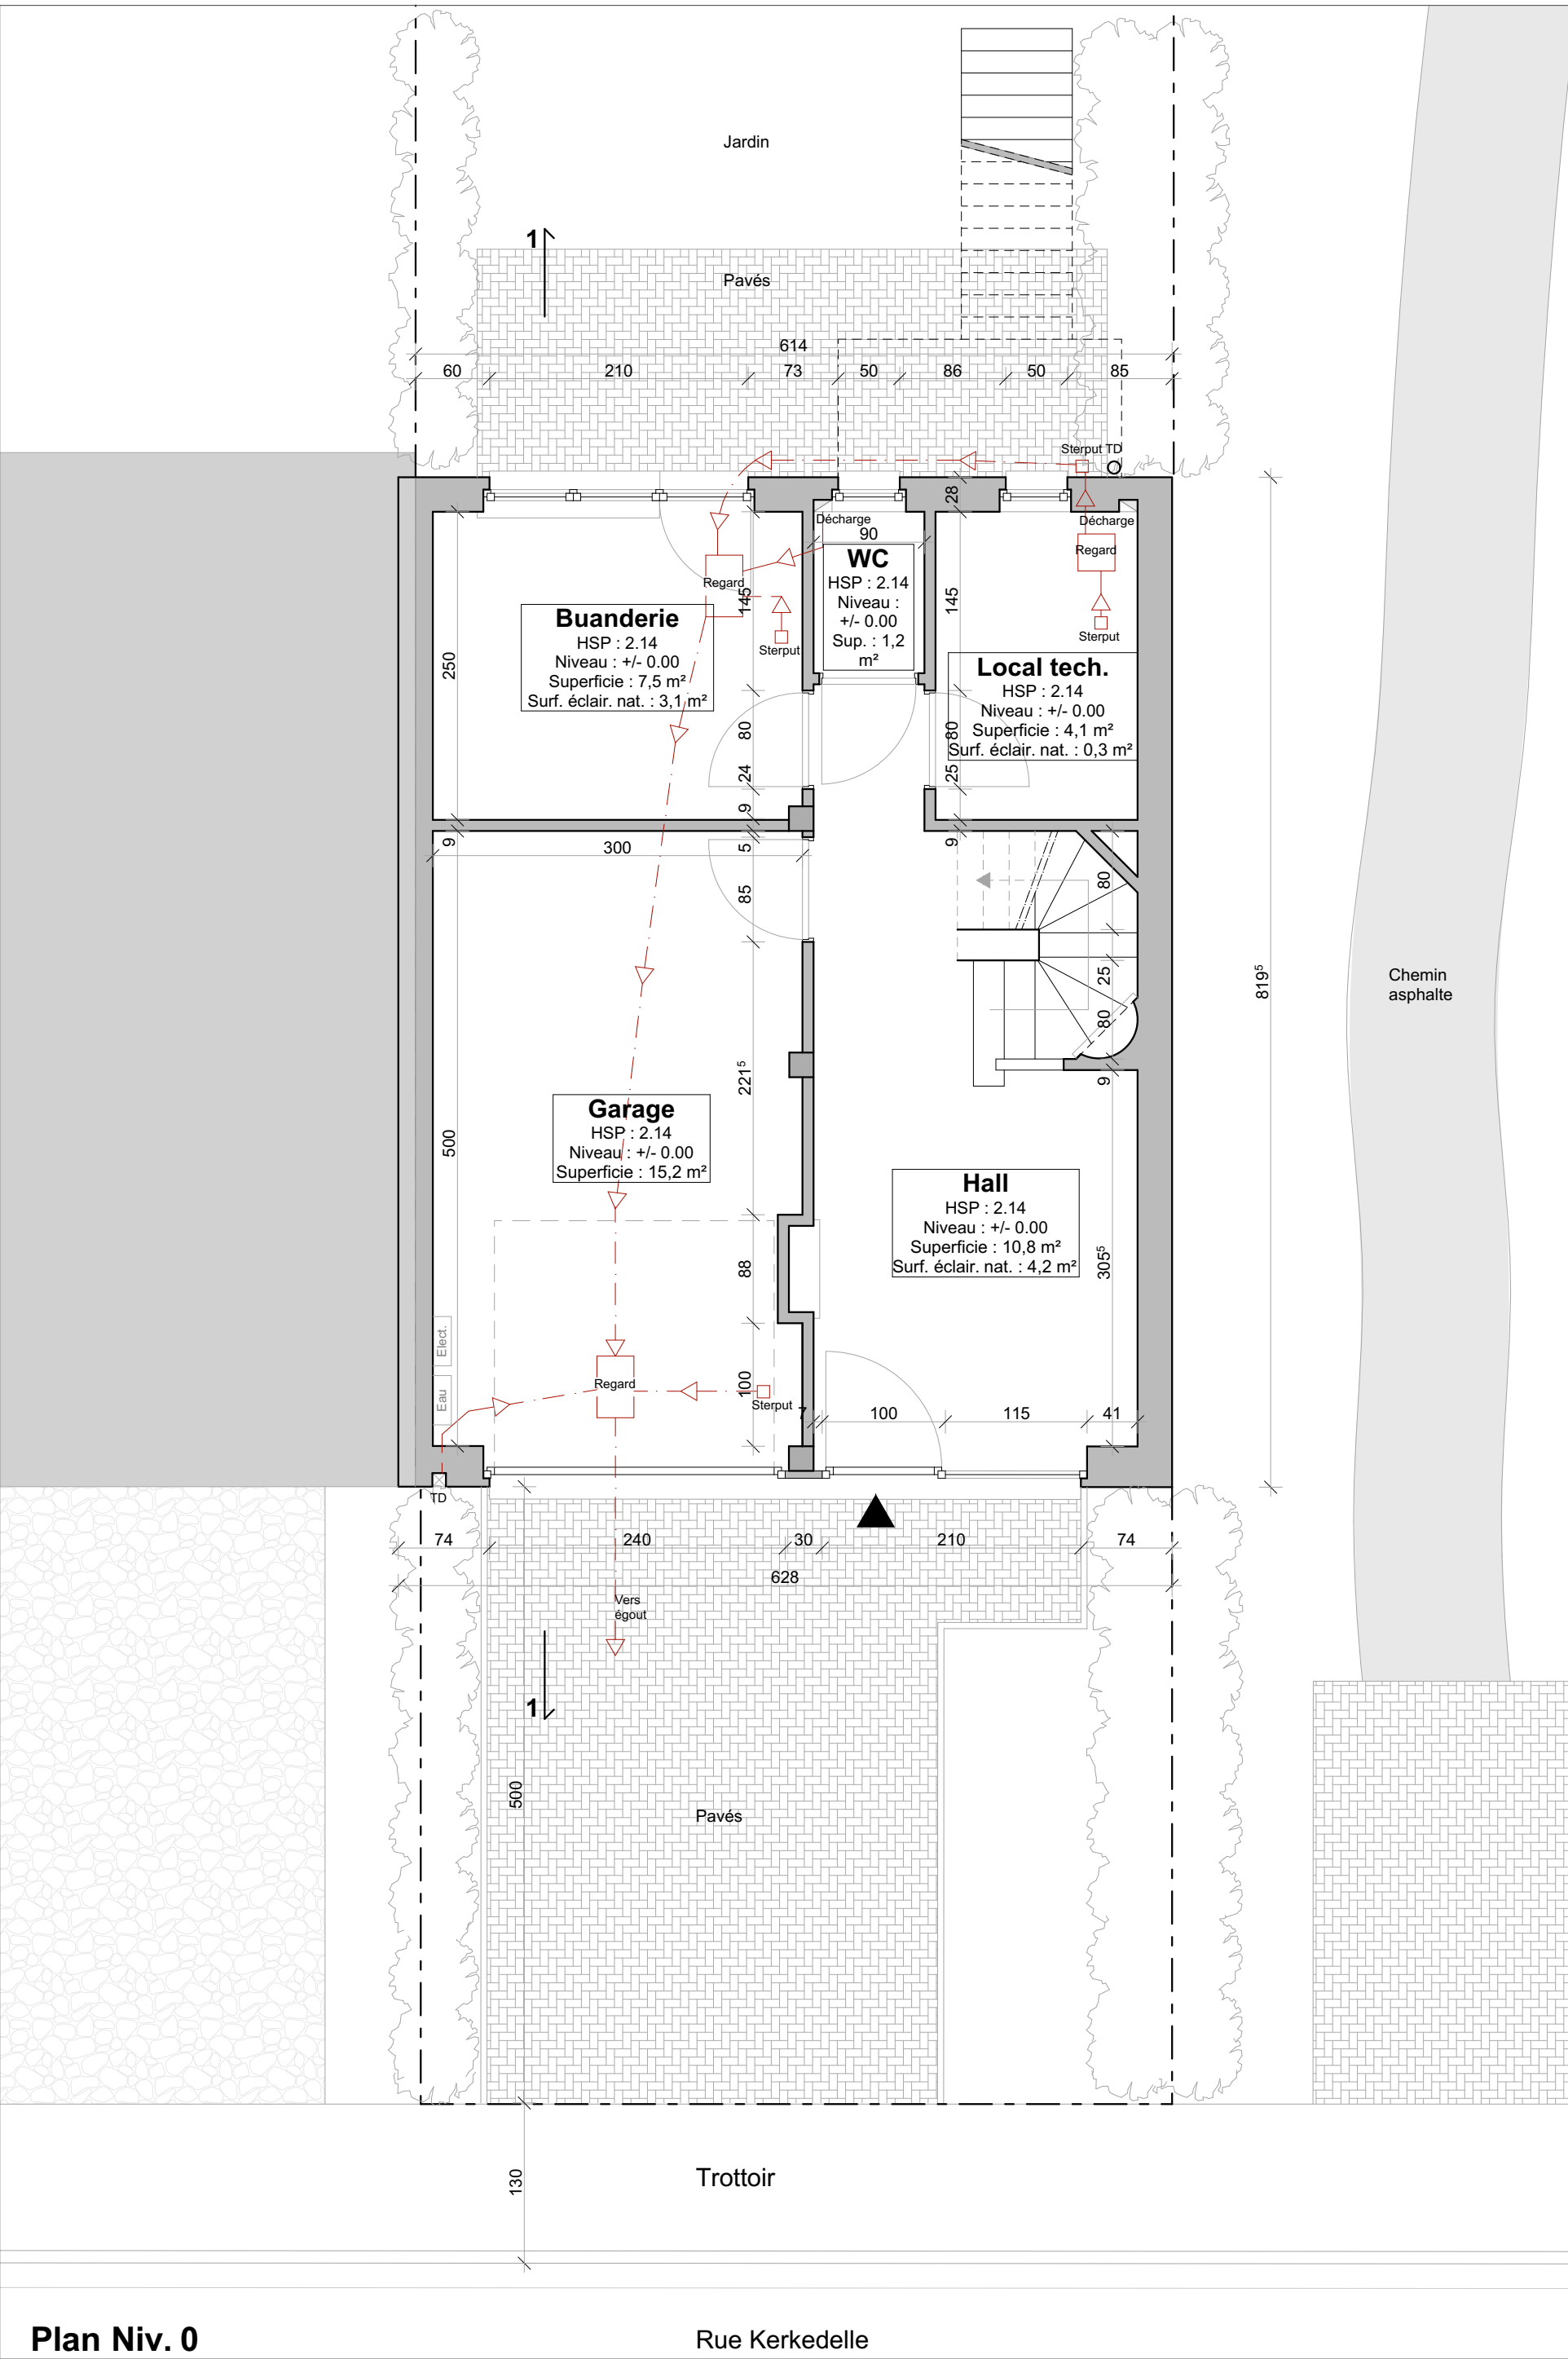 Jardin
1
Pavés
614
60 210 73 50 86 50 85
Sterput TD
28
Décharge
90
Décharge
WC
HSP : 2.14
Niveau :
+/- 0.00
Sup. : 1,2
m²
Regard
Regard
145
145
Sterput
Sterput
Buanderie
HSP : 2.14
Niveau : +/- 0.00
Superficie : 7,5 m²
Surf. éclair. nat. : 3,1 m²
250
Local tech.
HSP : 2.14
Niveau : +/- 0.00
Superficie : 4,1 m²
Surf. éclair. nat. : 0,3 m²
80
80
24
25
9
9
5
9
300
85
80
25
80
9
819⁵
Chemin
asphalte
221⁵
500
Garage
HSP : 2.14
Niveau : +/- 0.00
Superficie : 15,2 m²
Hall
HSP : 2.14
Niveau : +/- 0.00
Superficie : 10,8 m²
Surf. éclair. nat. : 4,2 m²
305⁵
88
Elect.
Eau
Regard
100
Sterput
7 100 115 41
TD
74 240 30 210 74
628
Vers
égout
1
500
Pavés
130
Trottoir
Plan Niv. 0
Rue Kerkedelle